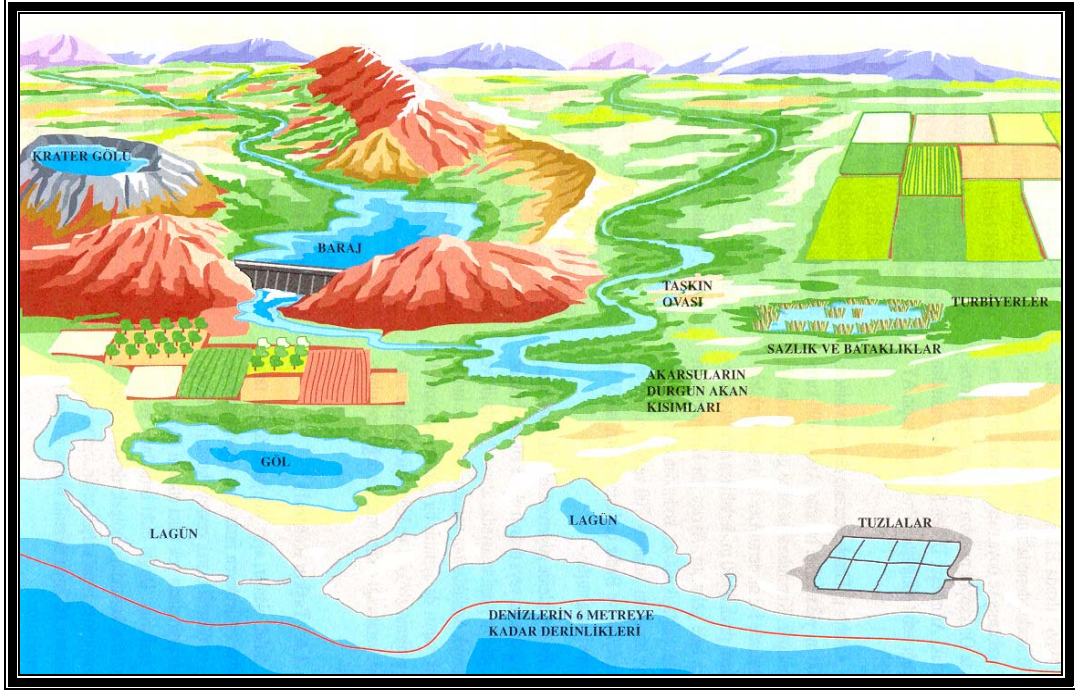 KRATER GÖLÜ
BARAJ
TAŞKIN
OVASI
TURBİYERLER
SAZLIK VE BATAKLIKLAR
AKARSULARIN
DURGUN AKAN
KISIMLARI
GÖL
LAGÜN
LAGÜN
TUZLALAR
DENİZLERİN 6 METREYE
KADAR DERİNLİKLERİ